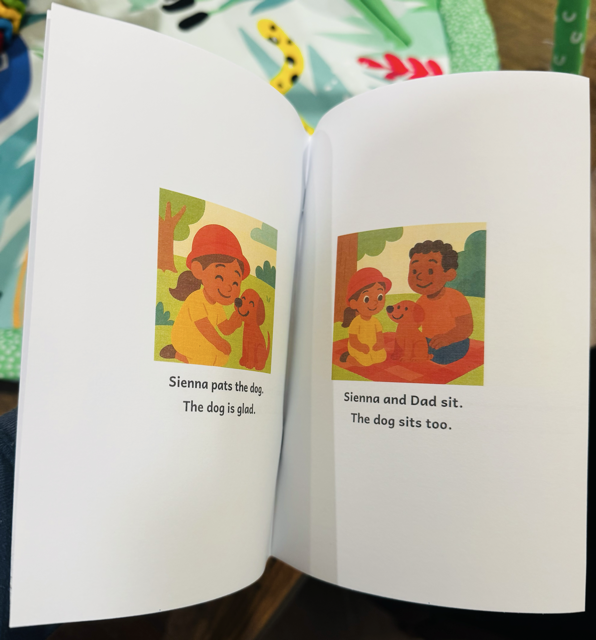 Sienna pats the dog.
The dog is glad.
Sienna and Dad sit.
The dog sits too.